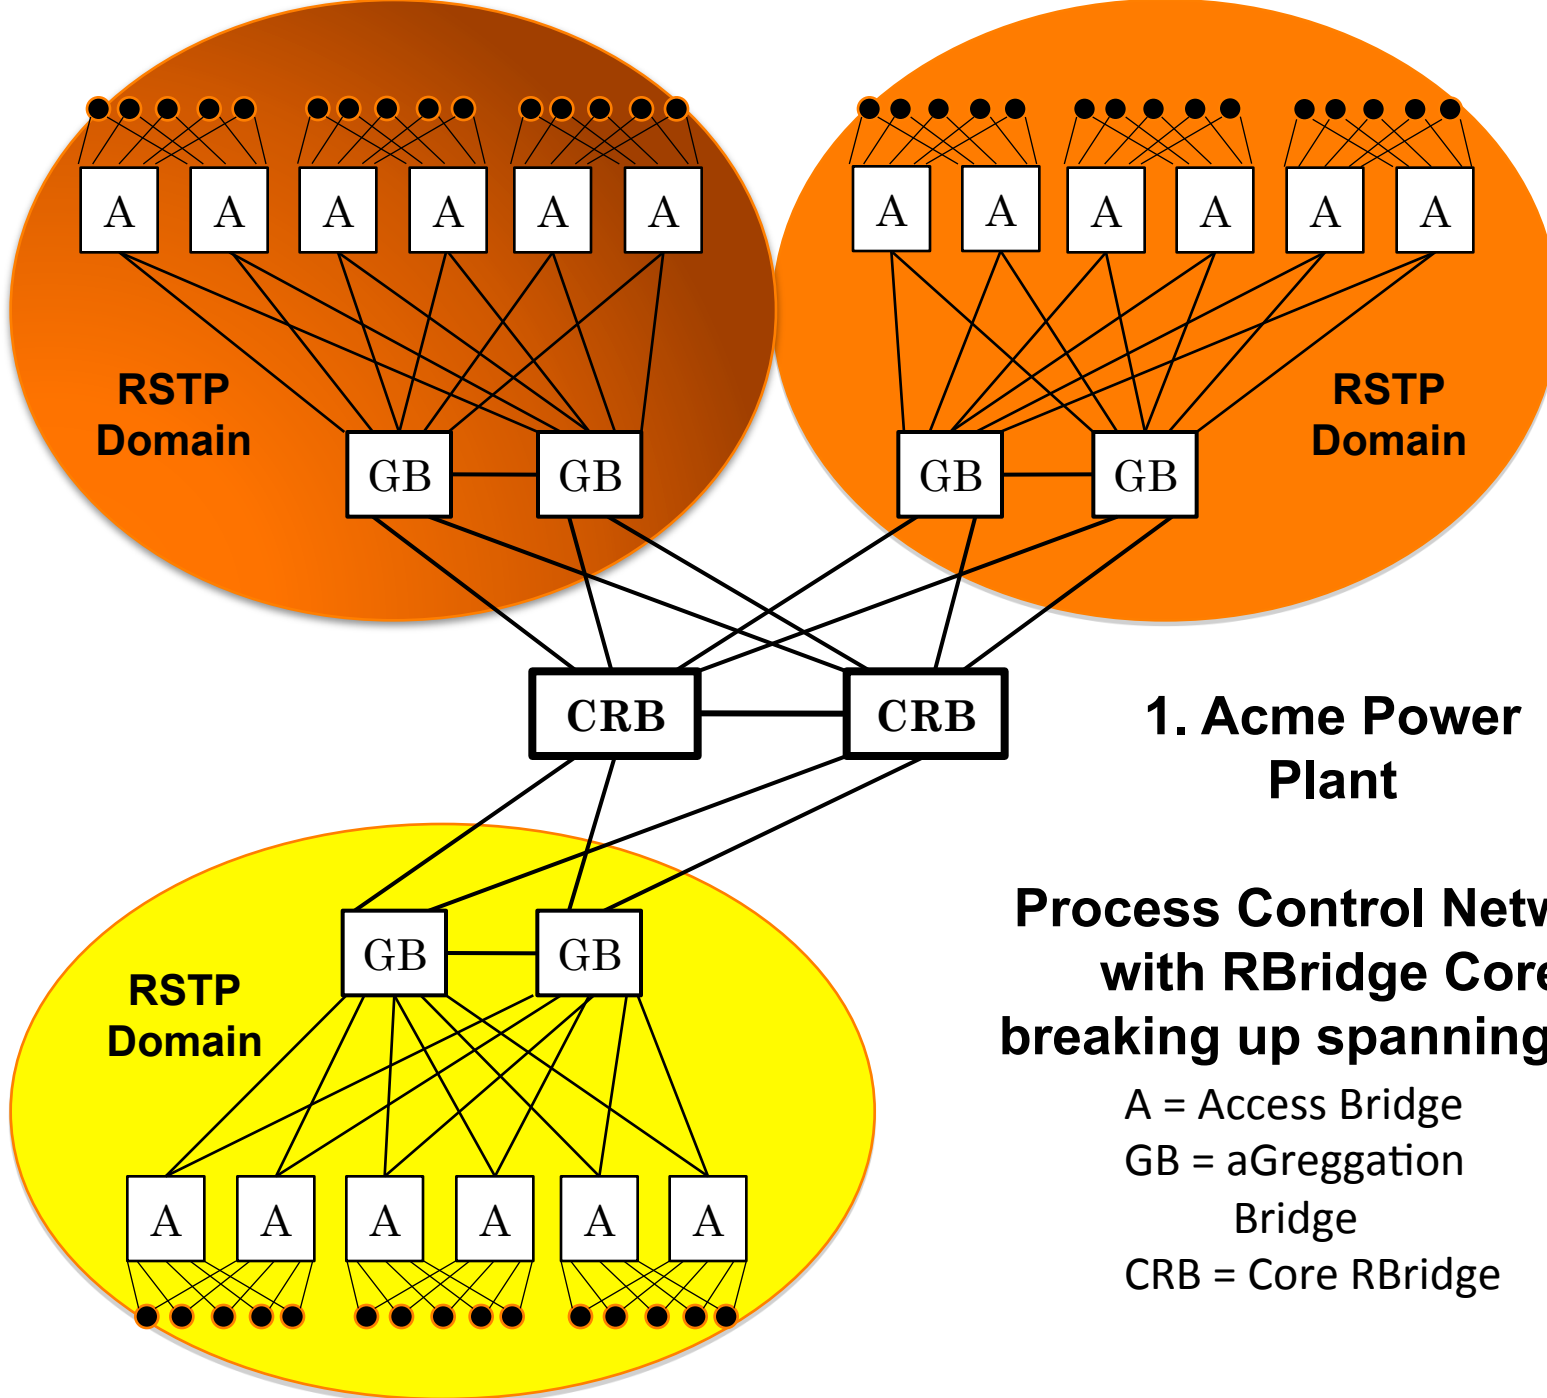 A A A A A A
A A A A A A
RSTP
Domain
RSTP
Domain
GB GB
GB GB
CRB CRB
1. Acme Power
Plant
Process Control Netw
with RBridge Core
breaking up spanning
GB GB
RSTP
Domain
A = Access Bridge
GB = aGreggation
Bridge
CRB = Core RBridge
A A A A A A